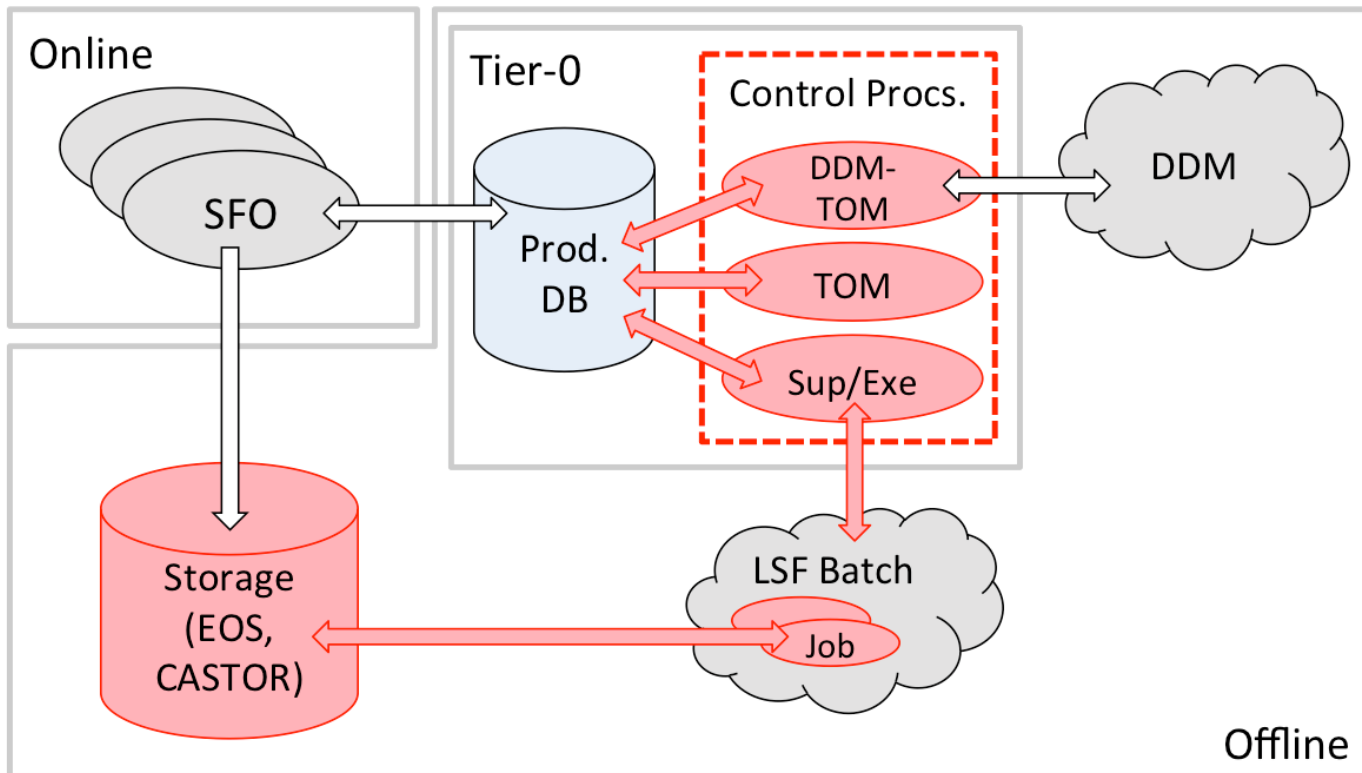 Online
SFO
Tier-0
Control Procs.
Prod.
DB
DDM-
TOM
TOM
Sup/Exe
DDM
Storage
(EOS,
CASTOR)
LSF Batch
Job
Offline